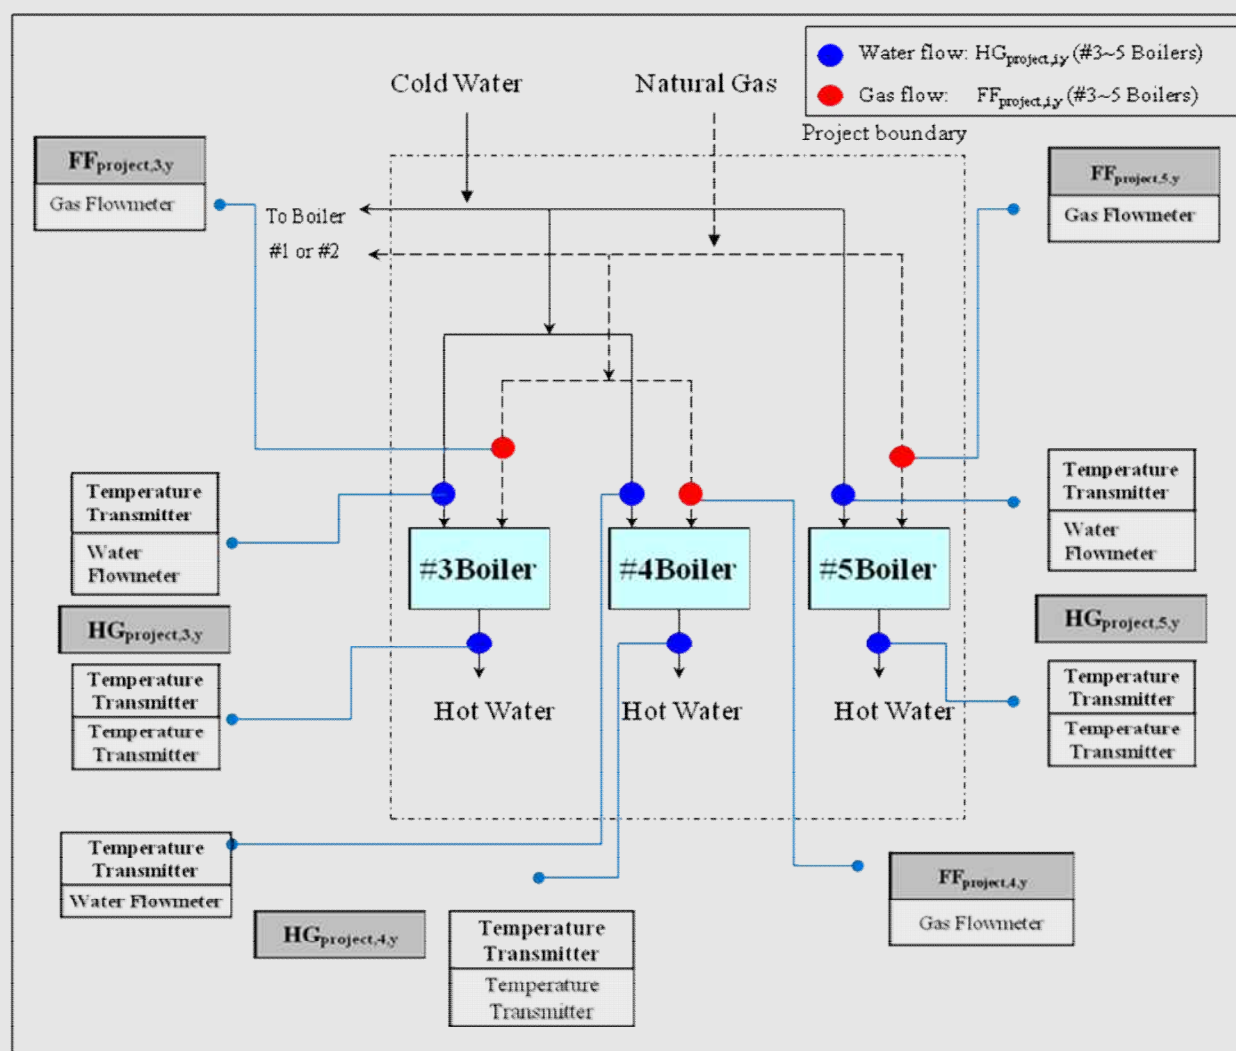 Water flow: HGproject,i,y (#3~5 Boilers)
Gas flow: FFproject,i,y (#3~5 Boilers)
Cold Water
Natural Gas
Project boundary
FFproject,3,y
Gas Flowmeter
FFproject,5,y
Gas Flowmeter
To Boiler
#1 or #2
Temperature
Transmitter
Water
Flowmeter
HGproject,3,y
Temperature
Transmitter
Temperature
Transmitter
#3Boiler
#4Boiler
#5Boiler
Hot Water
Hot Water
Hot Water
Temperature
Transmitter
Water
Flowmeter
HGproject,5,y
Temperature
Transmitter
Temperature
Transmitter
Temperature
Transmitter
Water Flowmeter
HGproject,4,y
Temperature
Transmitter
Temperature
Transmitter
FFproject,4,y
Gas Flowmeter